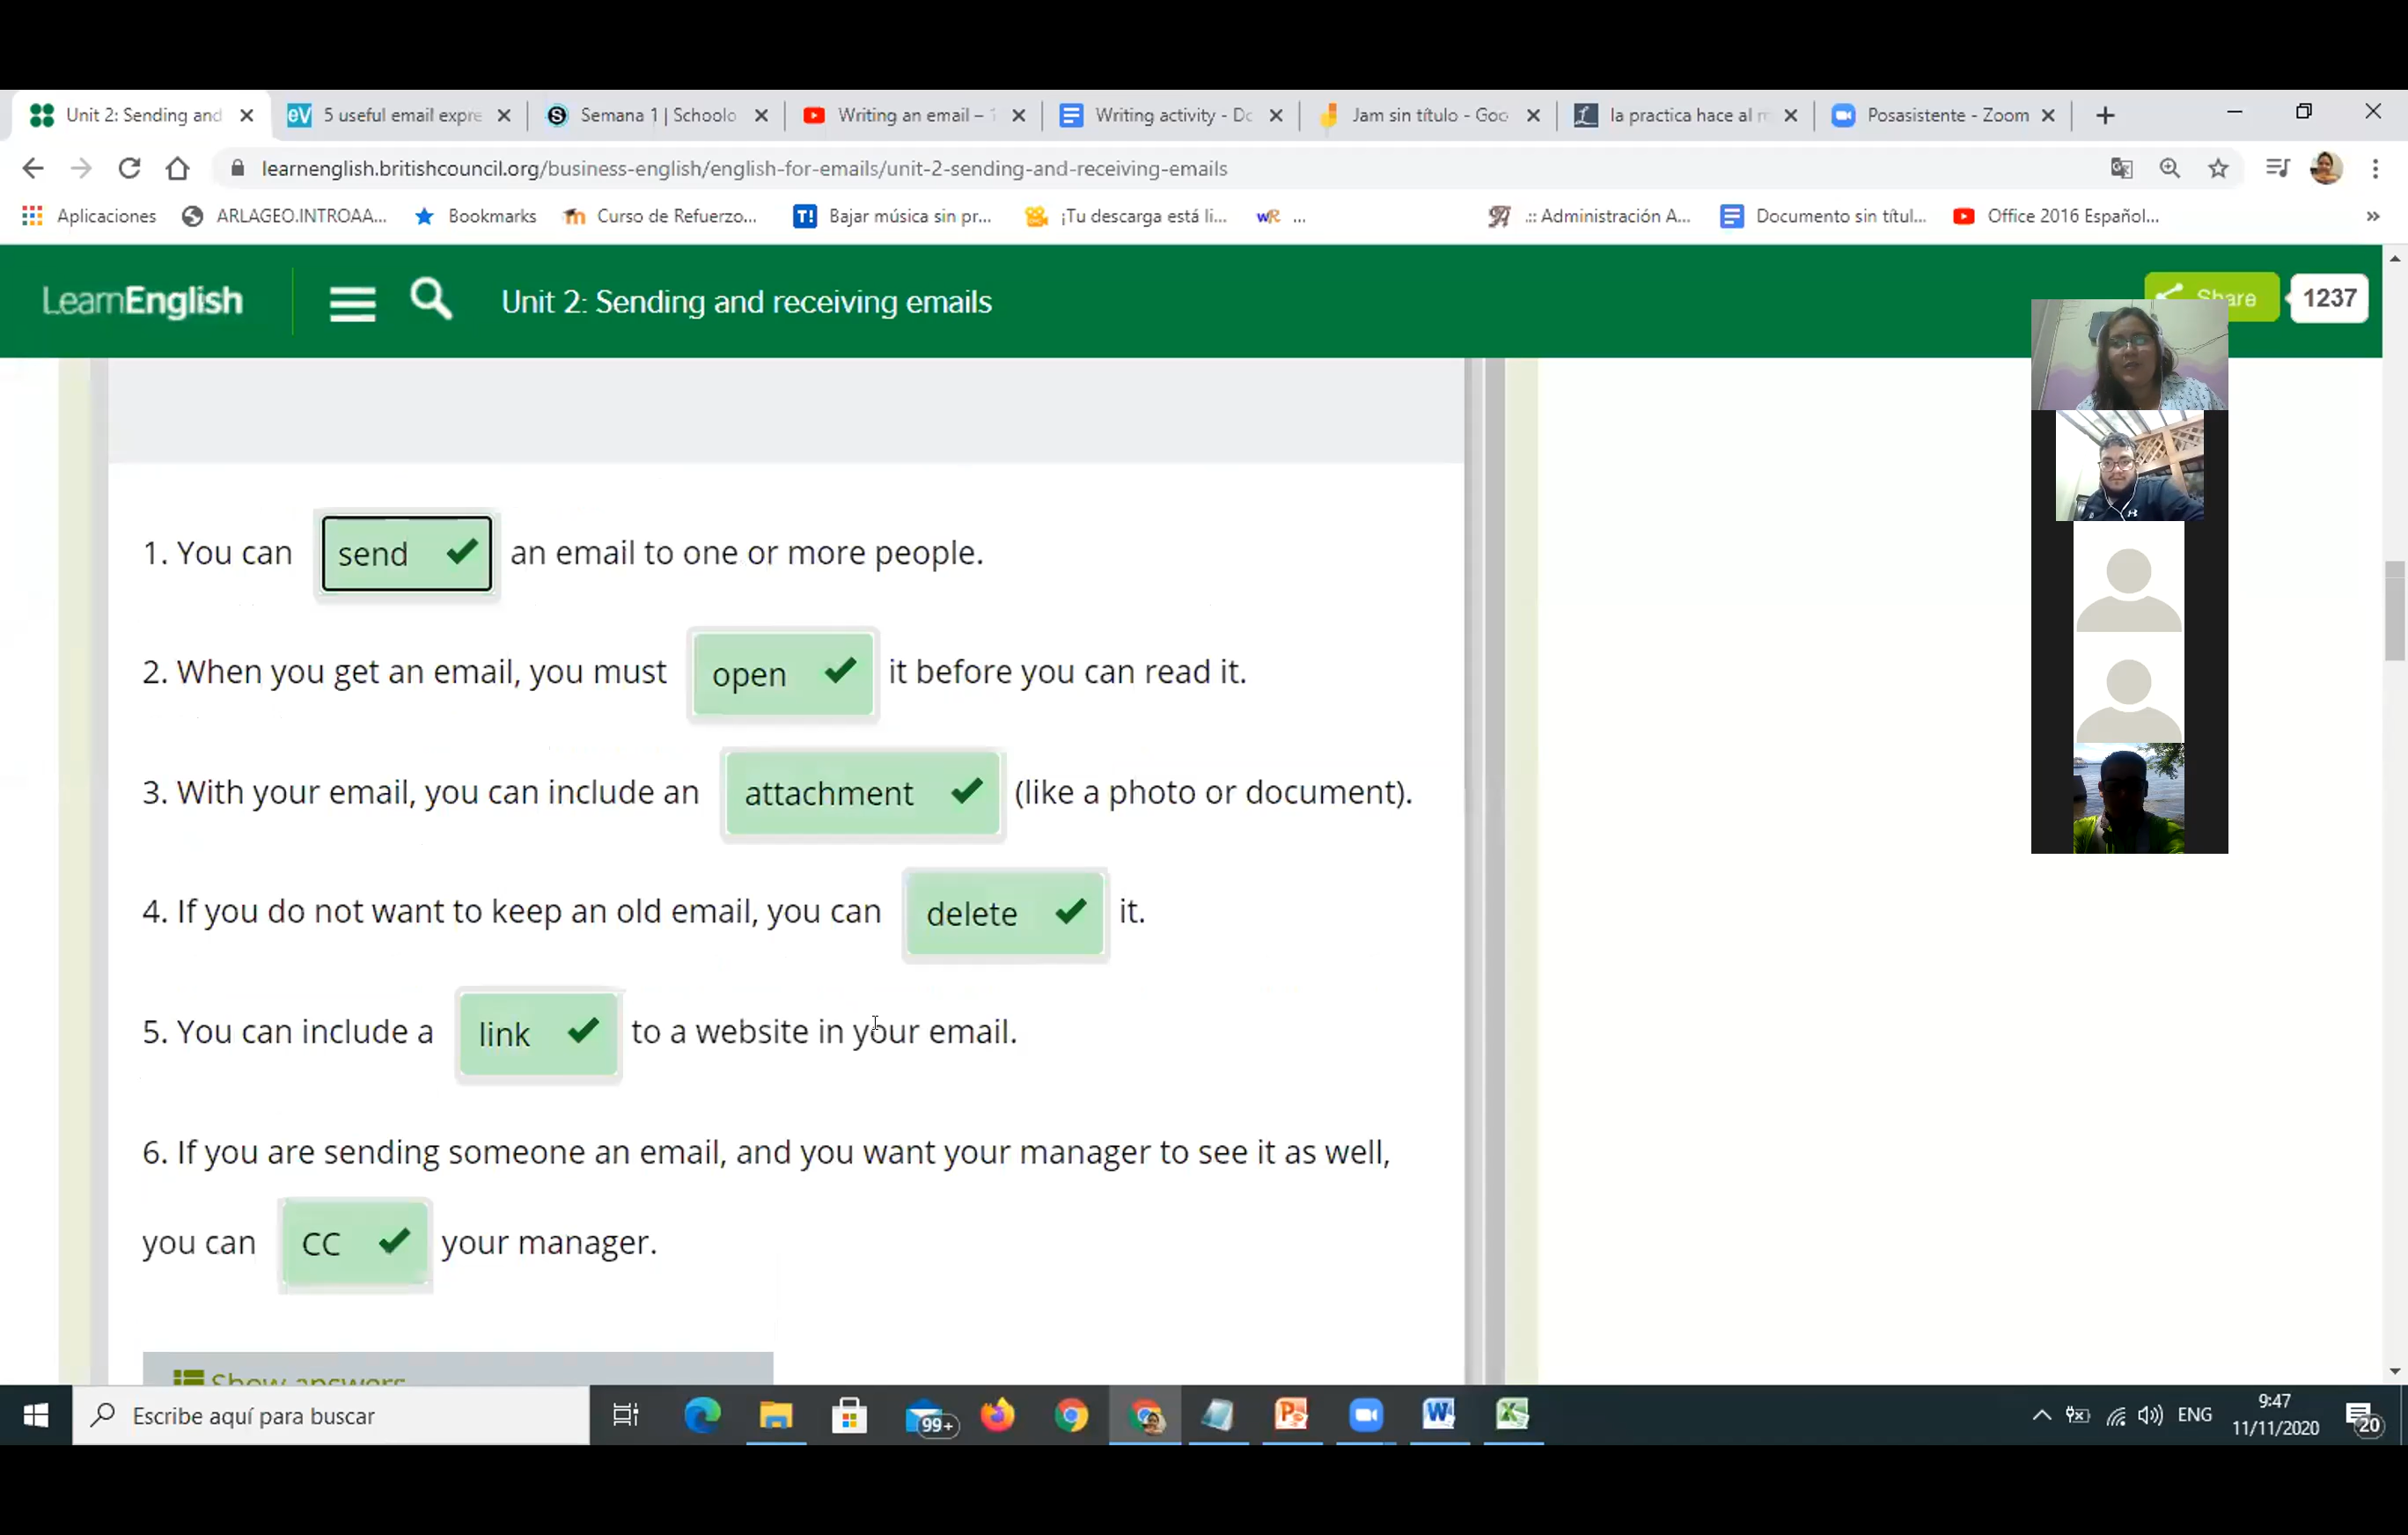 Unit 2: Sending and
eV 5 useful email expre
S Semana 1 | Schoolo
Writing an email –
Writing activity - Do
Jam sin título - Goo
L la practica hace al m
Posasistente - Zoom
learnenglish.britishcouncil.org/business-english/english-for-emails/unit-2-sending-and-receiving-emails
Aplicaciones
ARLAGEO.INTROAA...
Bookmarks
Curso de Refuerzo...
T! Bajar música sin pr...
¡Tu descarga está li...
wR ...
.:: Administración A...
Documento sin títul...
Office 2016 Español...
»
LearnEnglish
Unit 2: Sending and receiving emails
Share
1237
1. You can send an email to one or more people.
2. When you get an email, you must open it before you can read it.
3. With your email, you can include an attachment (like a photo or document).
4. If you do not want to keep an old email, you can delete it.
5. You can include a link to a website in your email.
6. If you are sending someone an email, and you want your manager to see it as well,
you can CC your manager.
Show answers
Escribe aquí para buscar
99+
ENG
9:47
11/11/2020
20